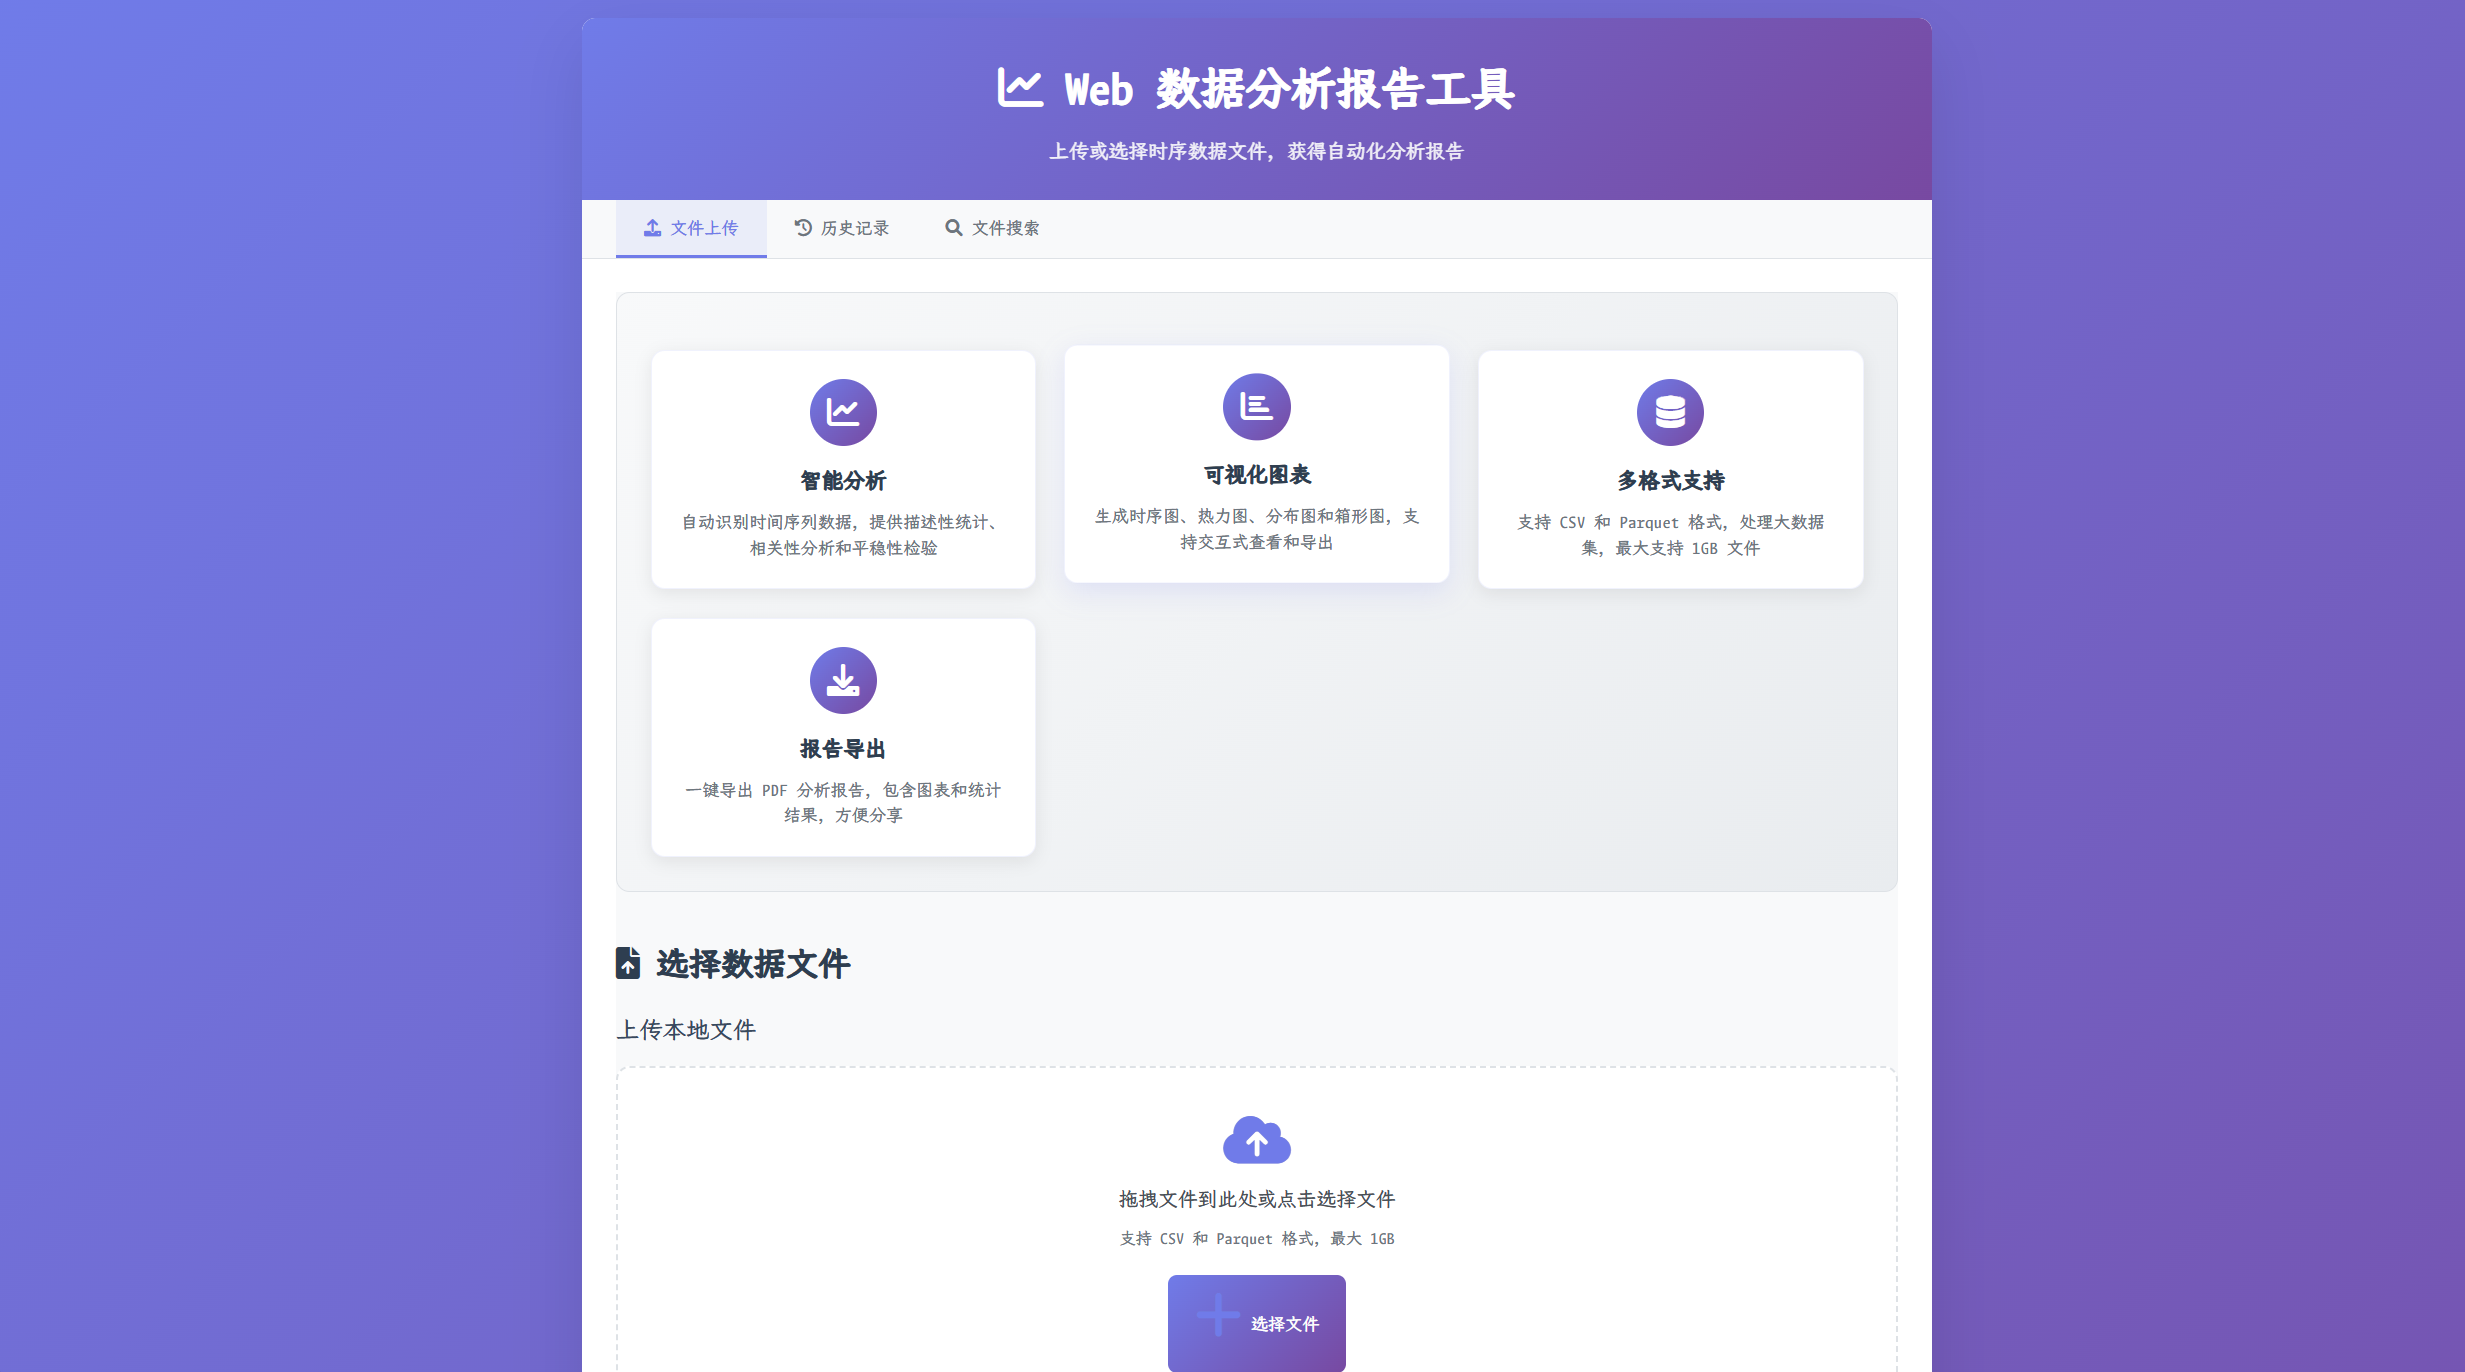 Web 数据分析报告工具
上传或选择时序数据文件，获得自动化分析报告
文件上传
历史记录
文件搜索
智能分析
自动识别时间序列数据，提供描述性统计、
相关性分析和平稳性检验
可视化图表
生成时序图、热力图、分布图和箱形图，支
持交互式查看和导出
多格式支持
支持 CSV 和 Parquet 格式，处理大数据
集，最大支持 1GB 文件
报告导出
一键导出 PDF 分析报告，包含图表和统计
结果，方便分享
选择数据文件
上传本地文件
拖拽文件到此处或点击选择文件
支持 CSV 和 Parquet 格式，最大 1GB
选择文件